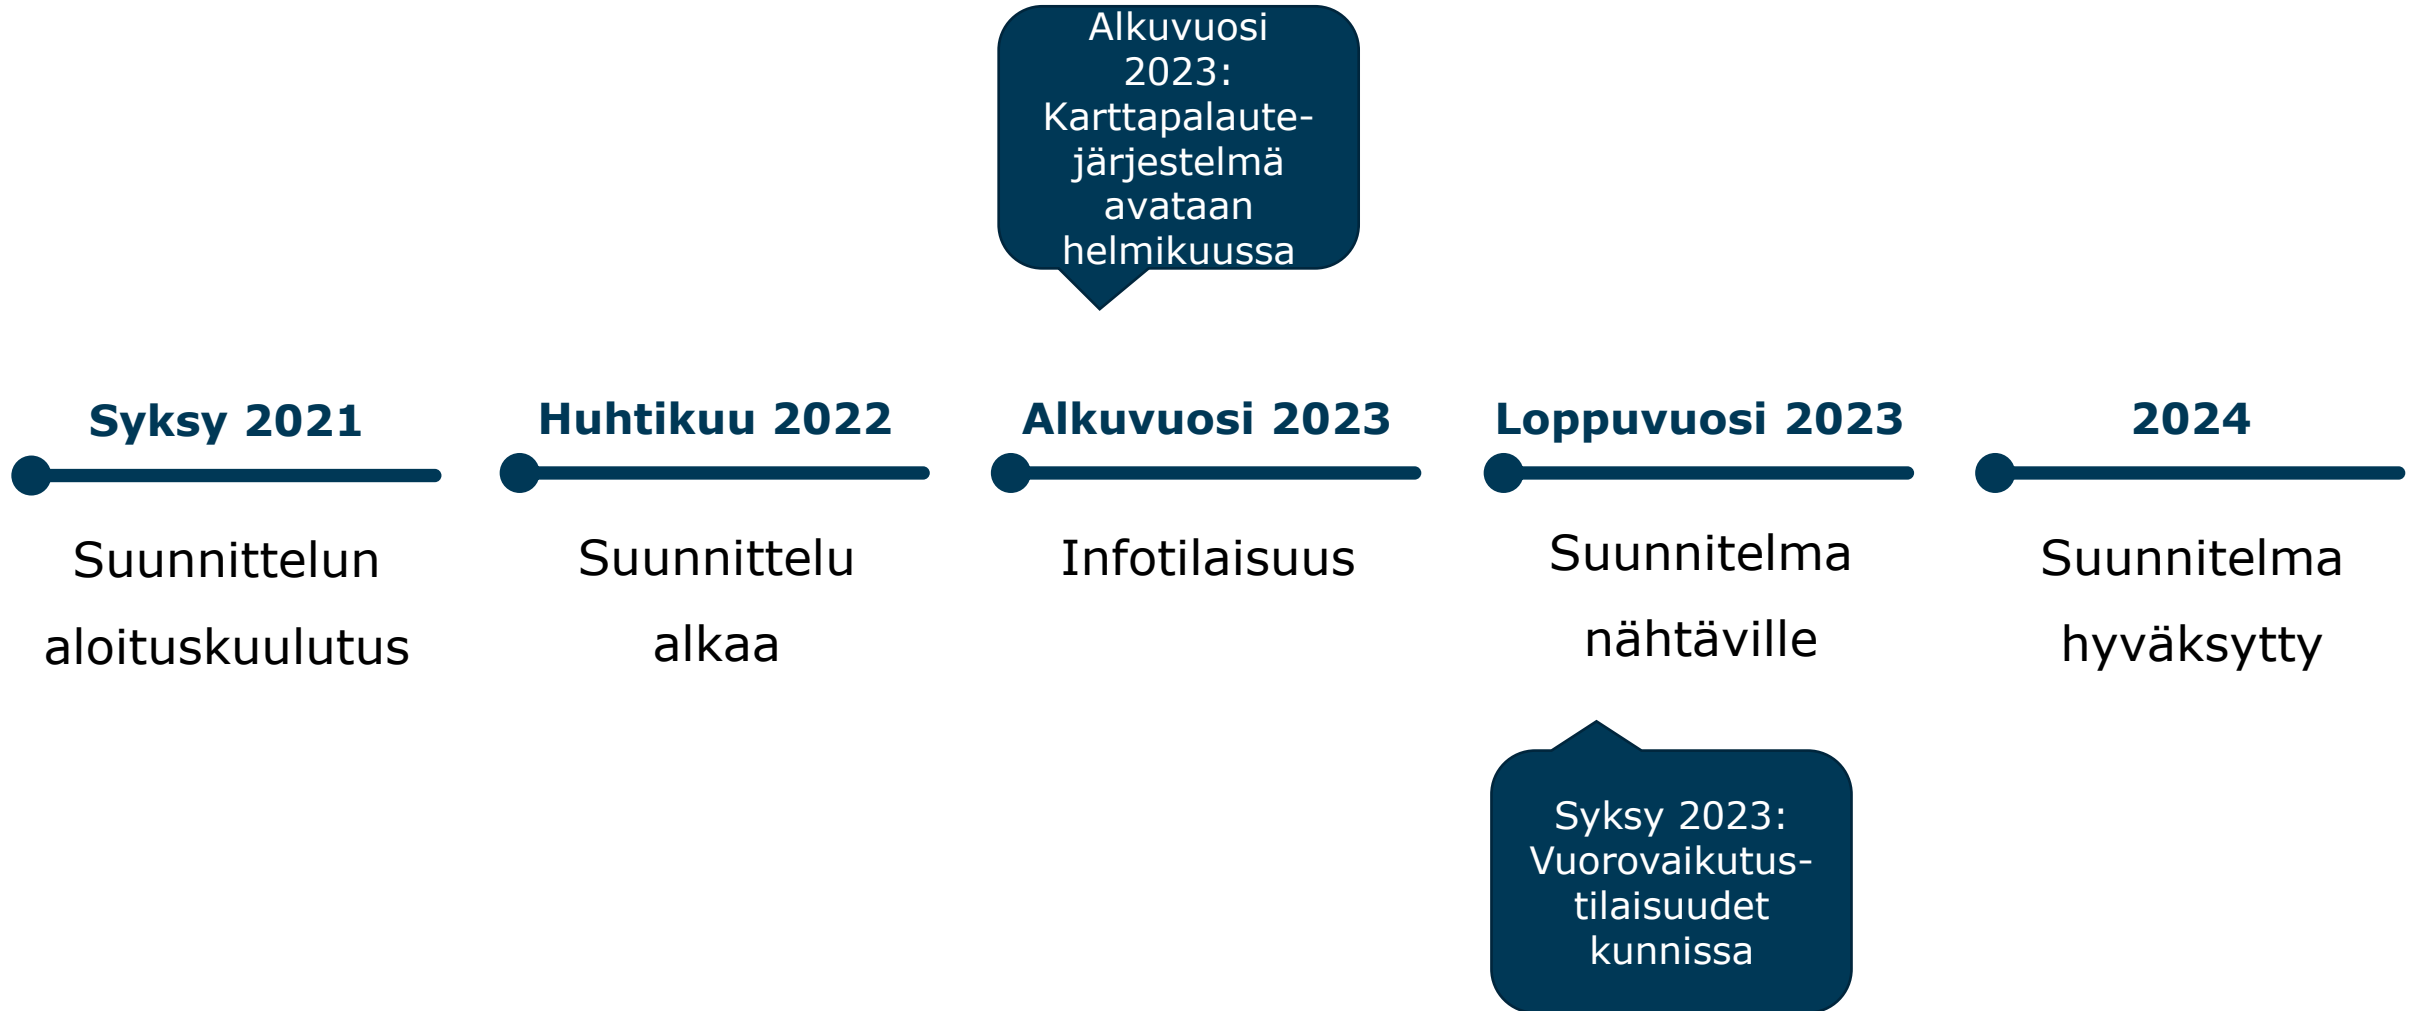 Alkuvuosi
2023:
Karttapalaute-
järjestelmä
avataan
helmikuussa
Syksy 2021
Suunnittelun
aloituskuulutus
Huhtikuu 2022
Suunnittelu
alkaa
Alkuvuosi 2023
Infotilaisuus
Loppuvuosi 2023
Suunnitelma
nähtäville
2024
Suunnitelma
hyväksytty
Syksy 2023:
Vuorovaikutus-
tilaisuudet
kunnissa